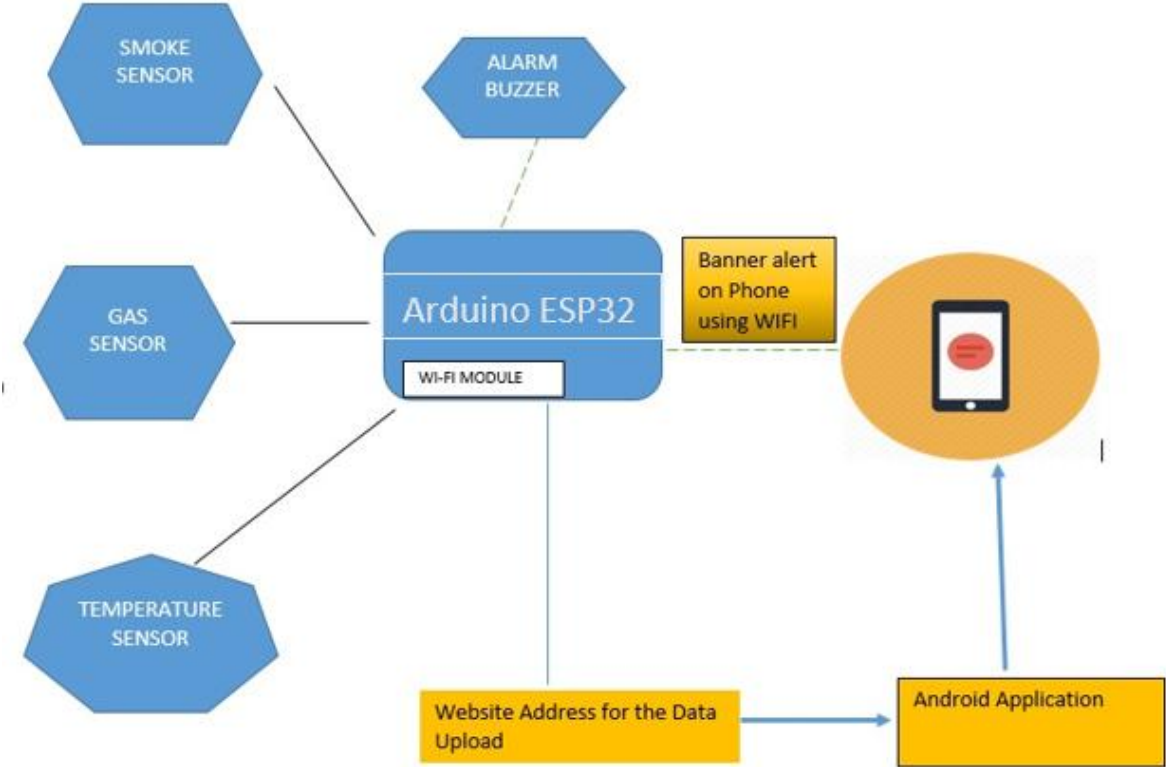 SMOKE
SENSOR
ALARM
BUZZER
GAS
SENSOR
Arduino ESP32
WI-FI MODULE
Banner alert
on Phone
using WIFI
TEMPERATURE
SENSOR
Website Address for the Data
Upload
Android Application